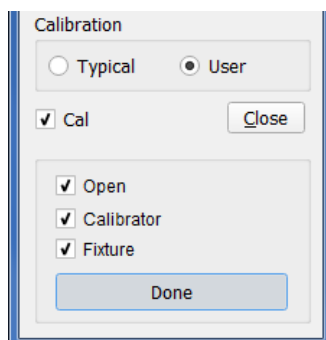 Calibration
Typical User
Cal Close
Open
Calibrator
Fixture
Done